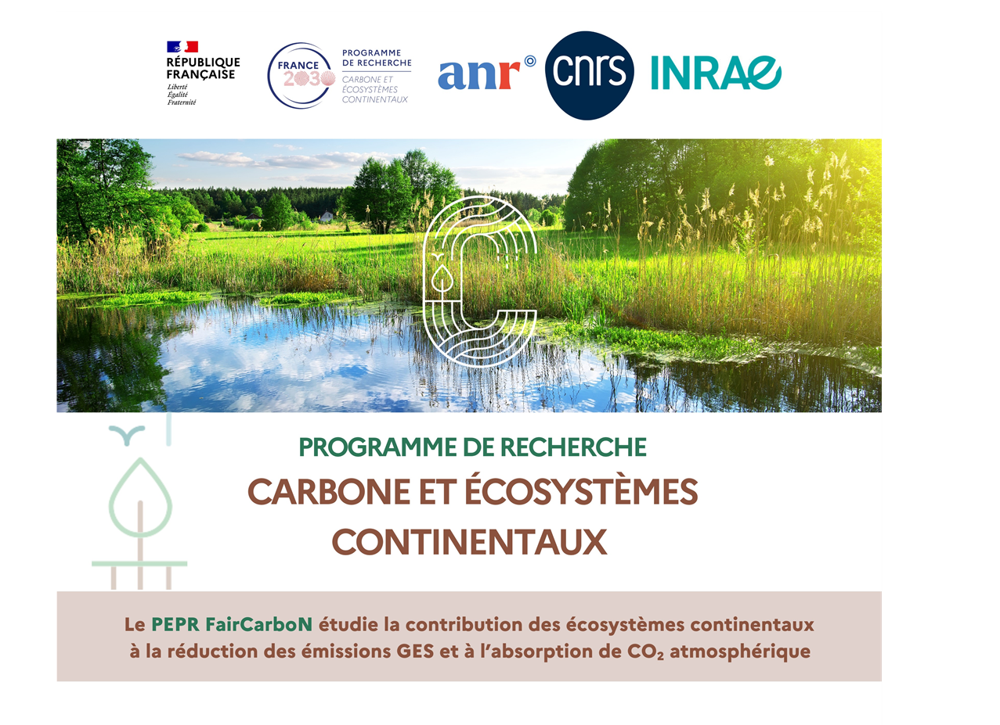 RÉPUBLIQUE
FRANÇAISE
Liberté
Égalité
Fraternité
FRANCE
2030
PROGRAMME
DE RECHERCHE
CARBONE ET
ÉCOSYSTÈMES
CONTINENTAUX
anr
cnrs
INRAE
PROGRAMME DE RECHERCHE
CARBONE ET ÉCOSYSTÈMES
CONTINENTAUX
Le PEPR FairCarboN étudie la contribution des écosystèmes continentaux
à la réduction des émissions GES et à l’absorption de CO₂ atmosphérique